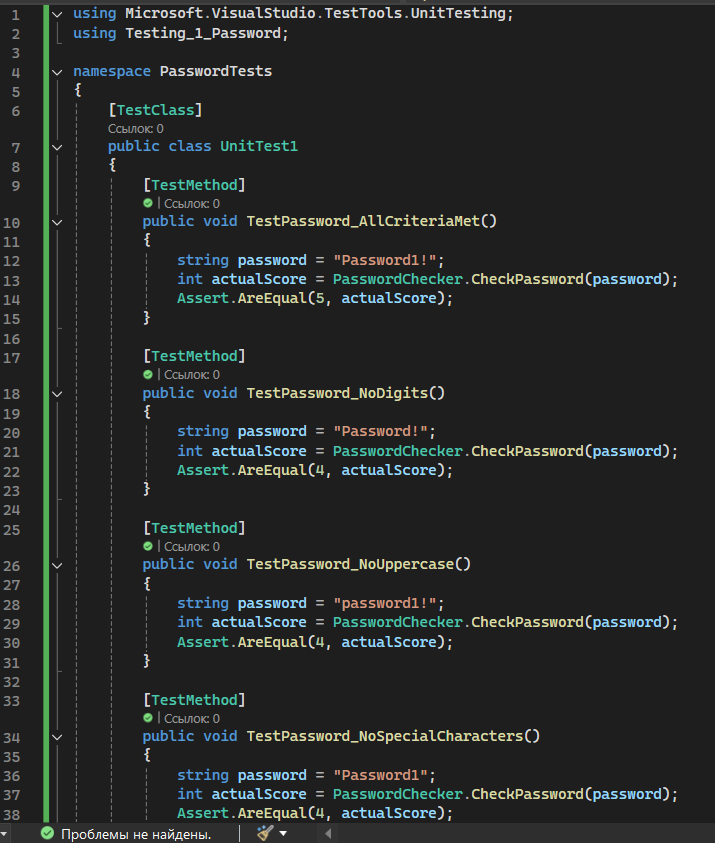 1 using Microsoft.VisualStudio.TestTools.UnitTesting;
2 using Testing_1_Password;
3
4 namespace PasswordTests
5 {
6 [TestClass]
Ссылок: 0
7 public class UnitTest1
8 {
9 [TestMethod]
| Ссылок: 0
10 public void TestPassword_AllCriteriaMet()
11 {
12 string password = "Password1!";
13 int actualScore = PasswordChecker.CheckPassword(password);
14 Assert.AreEqual(5, actualScore);
15 }
16
17 [TestMethod]
| Ссылок: 0
18 public void TestPassword_NoDigits()
19 {
20 string password = "Password!";
21 int actualScore = PasswordChecker.CheckPassword(password);
22 Assert.AreEqual(4, actualScore);
23 }
24
25 [TestMethod]
| Ссылок: 0
26 public void TestPassword_NoUppercase()
27 {
28 string password = "password1!";
29 int actualScore = PasswordChecker.CheckPassword(password);
30 Assert.AreEqual(4, actualScore);
31 }
32
33 [TestMethod]
| Ссылок: 0
34 public void TestPassword_NoSpecialCharacters()
35 {
36 string password = "Password1";
37 int actualScore = PasswordChecker.CheckPassword(password);
38 Assert.AreEqual(4, actualScore);
Проблемы не найдены.